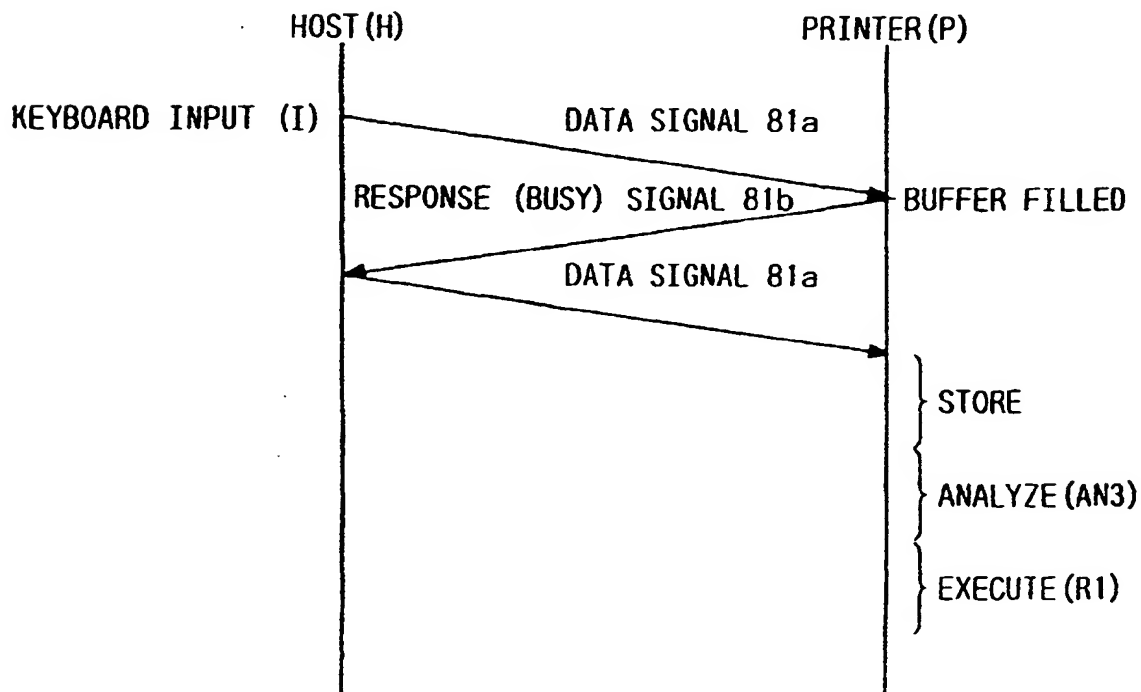 HOST(H) PRINTER(P)
KEYBOARD INPUT (I) DATA SIGNAL 81a
RESPONSE (BUSY) SIGNAL 81b BUFFER FILLED
DATA SIGNAL 81a
STORE
ANALYZE(AN3)
EXECUTE(R1)